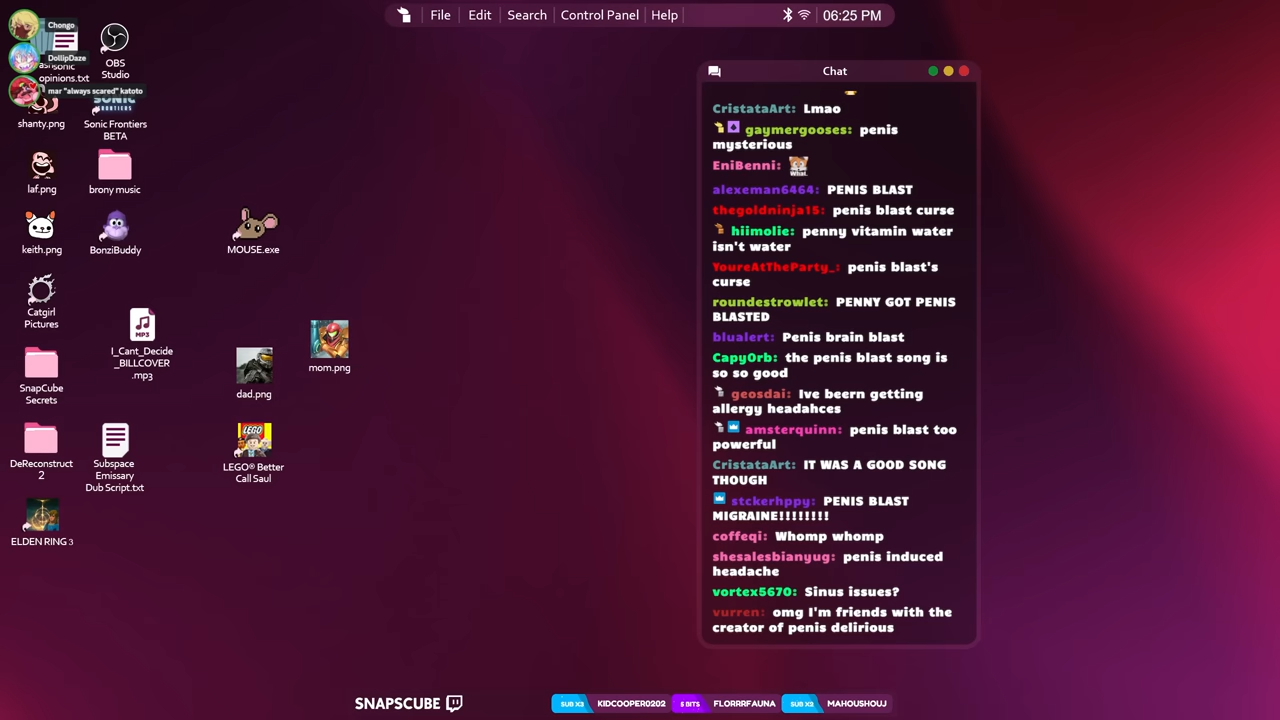 File Edit Search Control Panel Help 06:25 PM
Chongo
DollipDaze
mar "always scared" katoto
opinions.txt
OBS
Studio
shanty.png
Sonic Frontiers
BETA
laf.png
brony music
keith.png
BonziBuddy
MOUSE.exe
Catgirl
Pictures
MP3
I_Cant_Decide
_BILLCOVER
.mp3
mom.png
dad.png
SnapCube
Secrets
DeReconstruct
2
Subspace
Emissary
Dub Script.txt
LEGO
LEGO® Better
Call Saul
ELDEN RING 3
Chat
CristataArt: Lmao
gaymergooses: penis
mysterious
EniBenni: What.
alexeman6464: PENIS BLAST
thegoldninja15: penis blast curse
hiimolie: penny vitamin water
isn't water
YoureAtTheParty_: penis blast's
curse
roundestrowlet: PENNY GOT PENIS
BLASTED
blualert: Penis brain blast
CapyOrb: the penis blast song is
so so good
geosdai: Ive beern getting
allergy headahces
amsterquinn: penis blast too
powerful
CristataArt: IT WAS A GOOD SONG
THOUGH
stckerhppy: PENIS BLAST
MIGRAINE!!!!!!!!
coffeqi: Whomp whomp
shesalesbianyug: penis induced
headache
vortex5670: Sinus issues?
vurren: omg I'm friends with the
creator of penis delirious
SNAPSCUBE
SUB X3 KIDCOOPER0202 5 BITS FLORRRFAUNA SUB X2 MAHOUSHOUJ